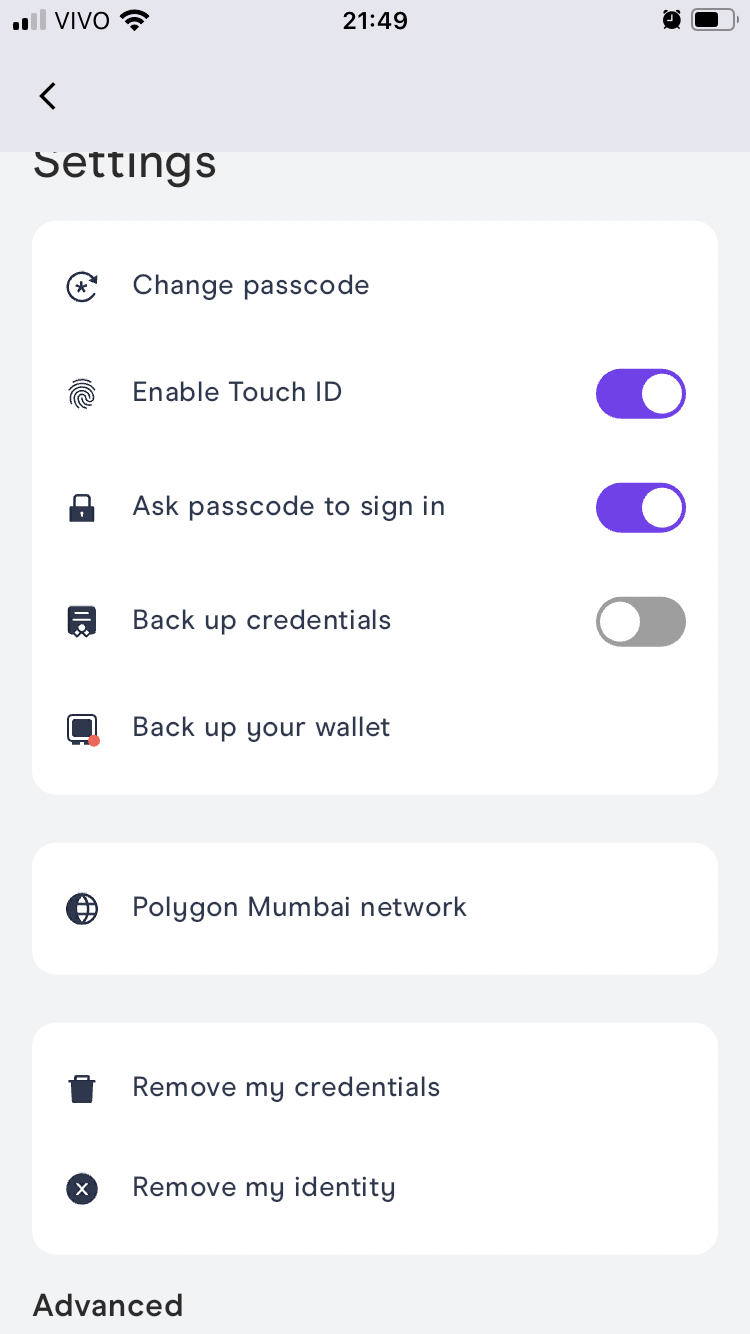 VIVO 21:49
Settings
Change passcode
Enable Touch ID
Ask passcode to sign in
Back up credentials
Back up your wallet
Polygon Mumbai network
Remove my credentials
Remove my identity
Advanced